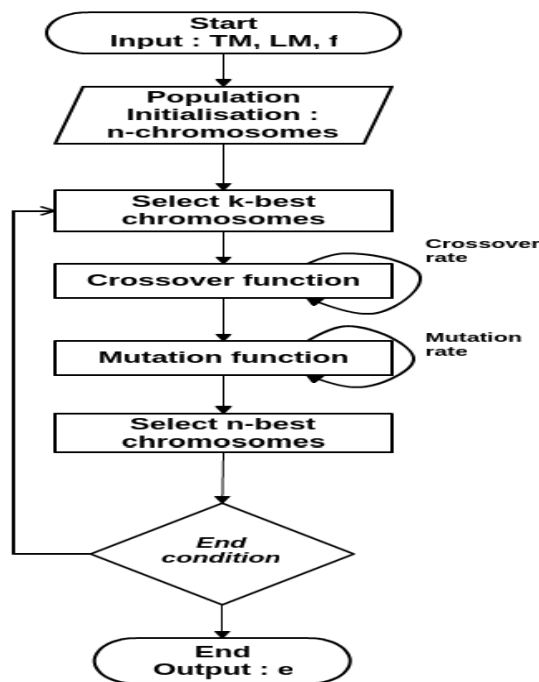 Start
Input : TM, LM, f
Population
Initialisation :
n-chromosomes
Select k-best
chromosomes
Crossover
rate
Crossover function
Mutation
rate
Mutation function
Select n-best
chromosomes
End
condition
End
Output : e